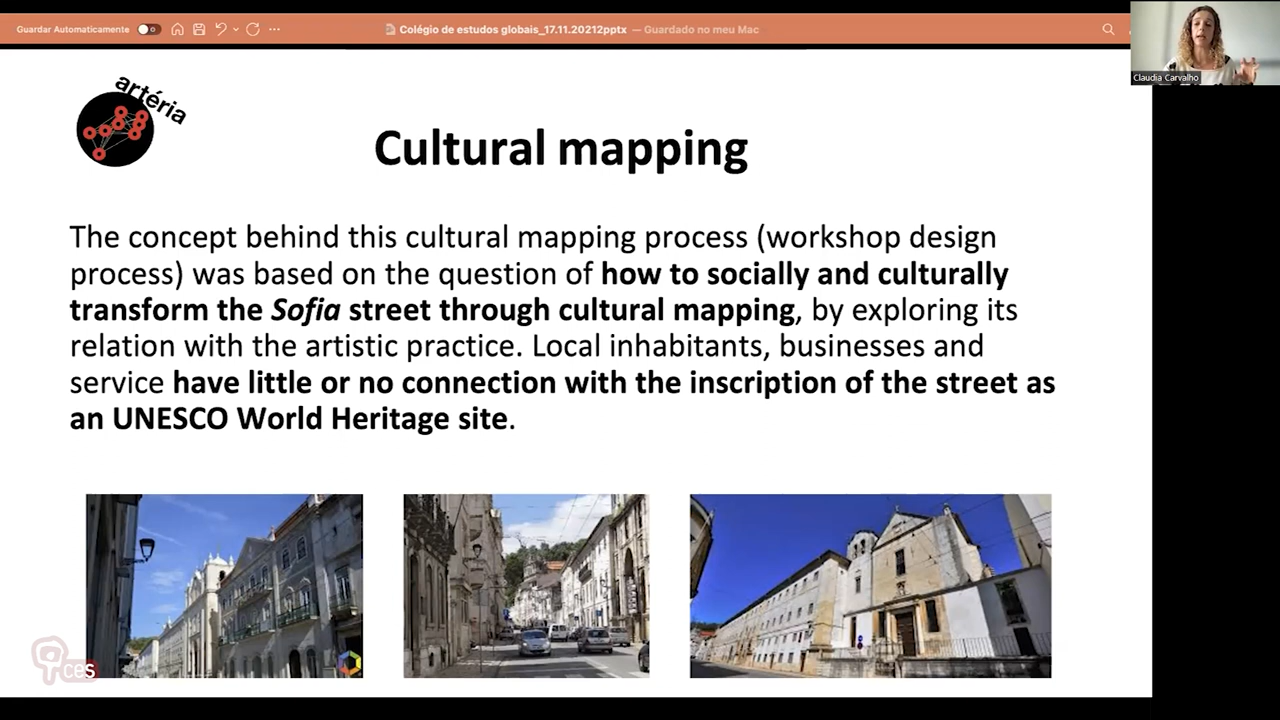 Guardar Automaticamente
Colégio de estudos globais_17.11.20212pptx — Guardado no meu Mac
Claudia Carvalho
artéria
Cultural mapping
The concept behind this cultural mapping process (workshop design
process) was based on the question of how to socially and culturally
transform the Sofia street through cultural mapping, by exploring its
relation with the artistic practice. Local inhabitants, businesses and
service have little or no connection with the inscription of the street as
an UNESCO World Heritage site.
ces